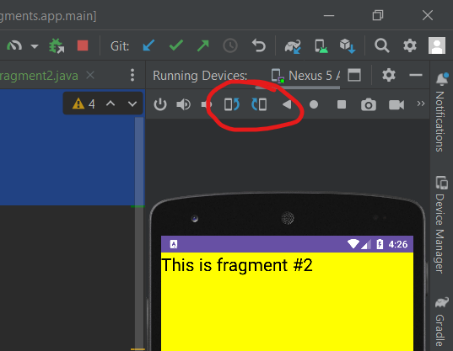 gments.app.main]
Git:
ragment2.java
Running Devices:
Nexus 5 A
4
4:26
This is fragment #2
Notifications
Device Manager
Gradle